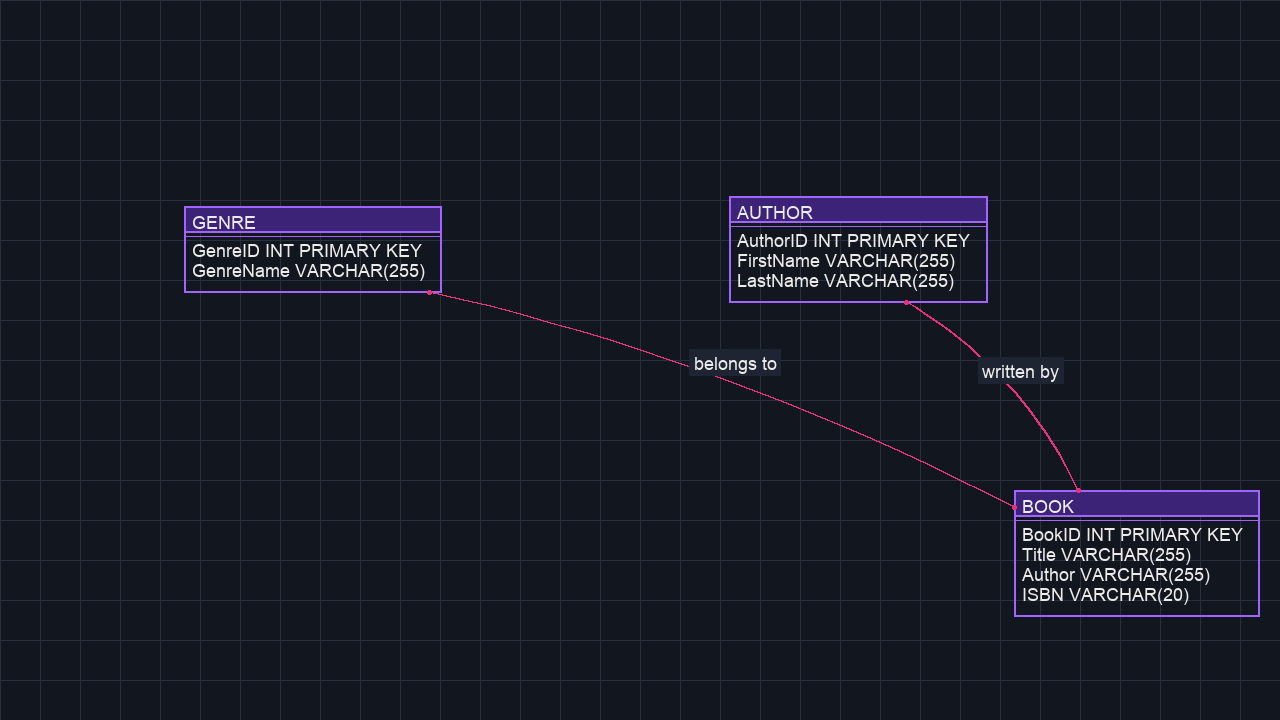 GENRE
GenreID INT PRIMARY KEY
GenreName VARCHAR(255)
AUTHOR
AuthorID INT PRIMARY KEY
FirstName VARCHAR(255)
LastName VARCHAR(255)
belongs to
written by
BOOK
BookID INT PRIMARY KEY
Title VARCHAR(255)
Author VARCHAR(255)
ISBN VARCHAR(20)